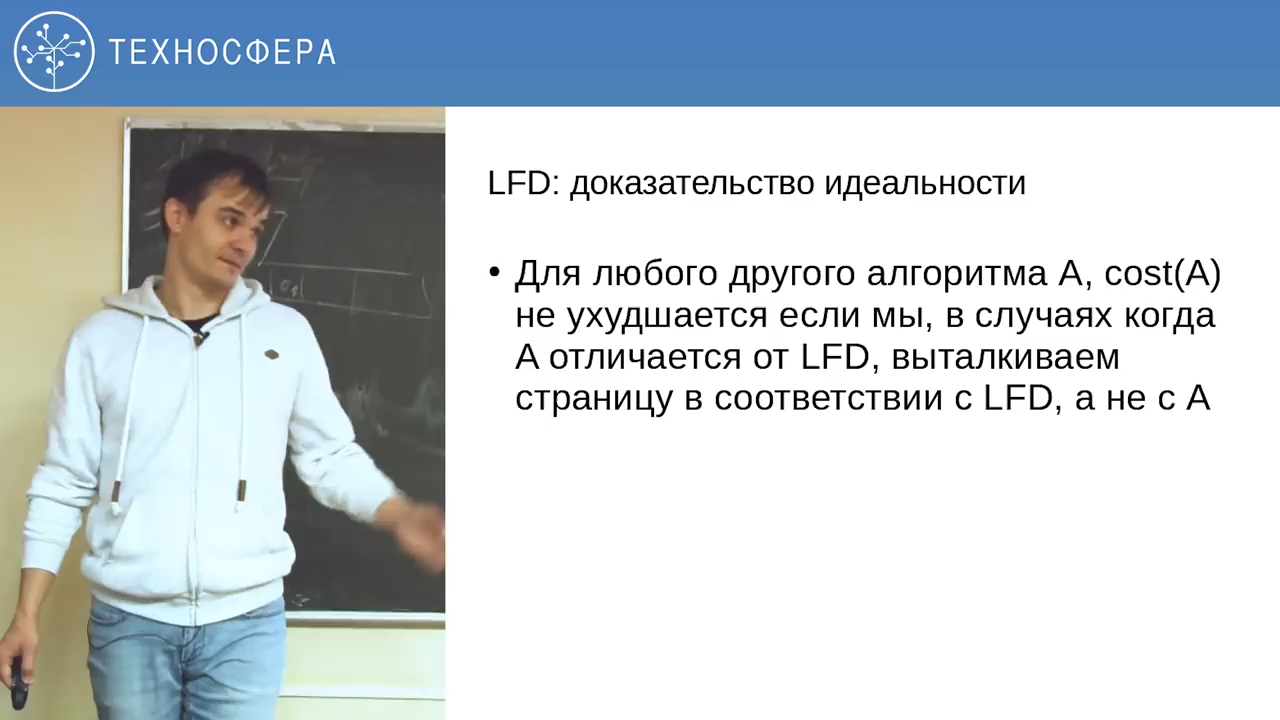 ТЕХНОСФЕРА
LFD: доказательство идеальности
• Для любого другого алгоритма A, cost(A)
не ухудшается если мы, в случаях когда
A отличается от LFD, выталкиваем
страницу в соответствии с LFD, а не с A